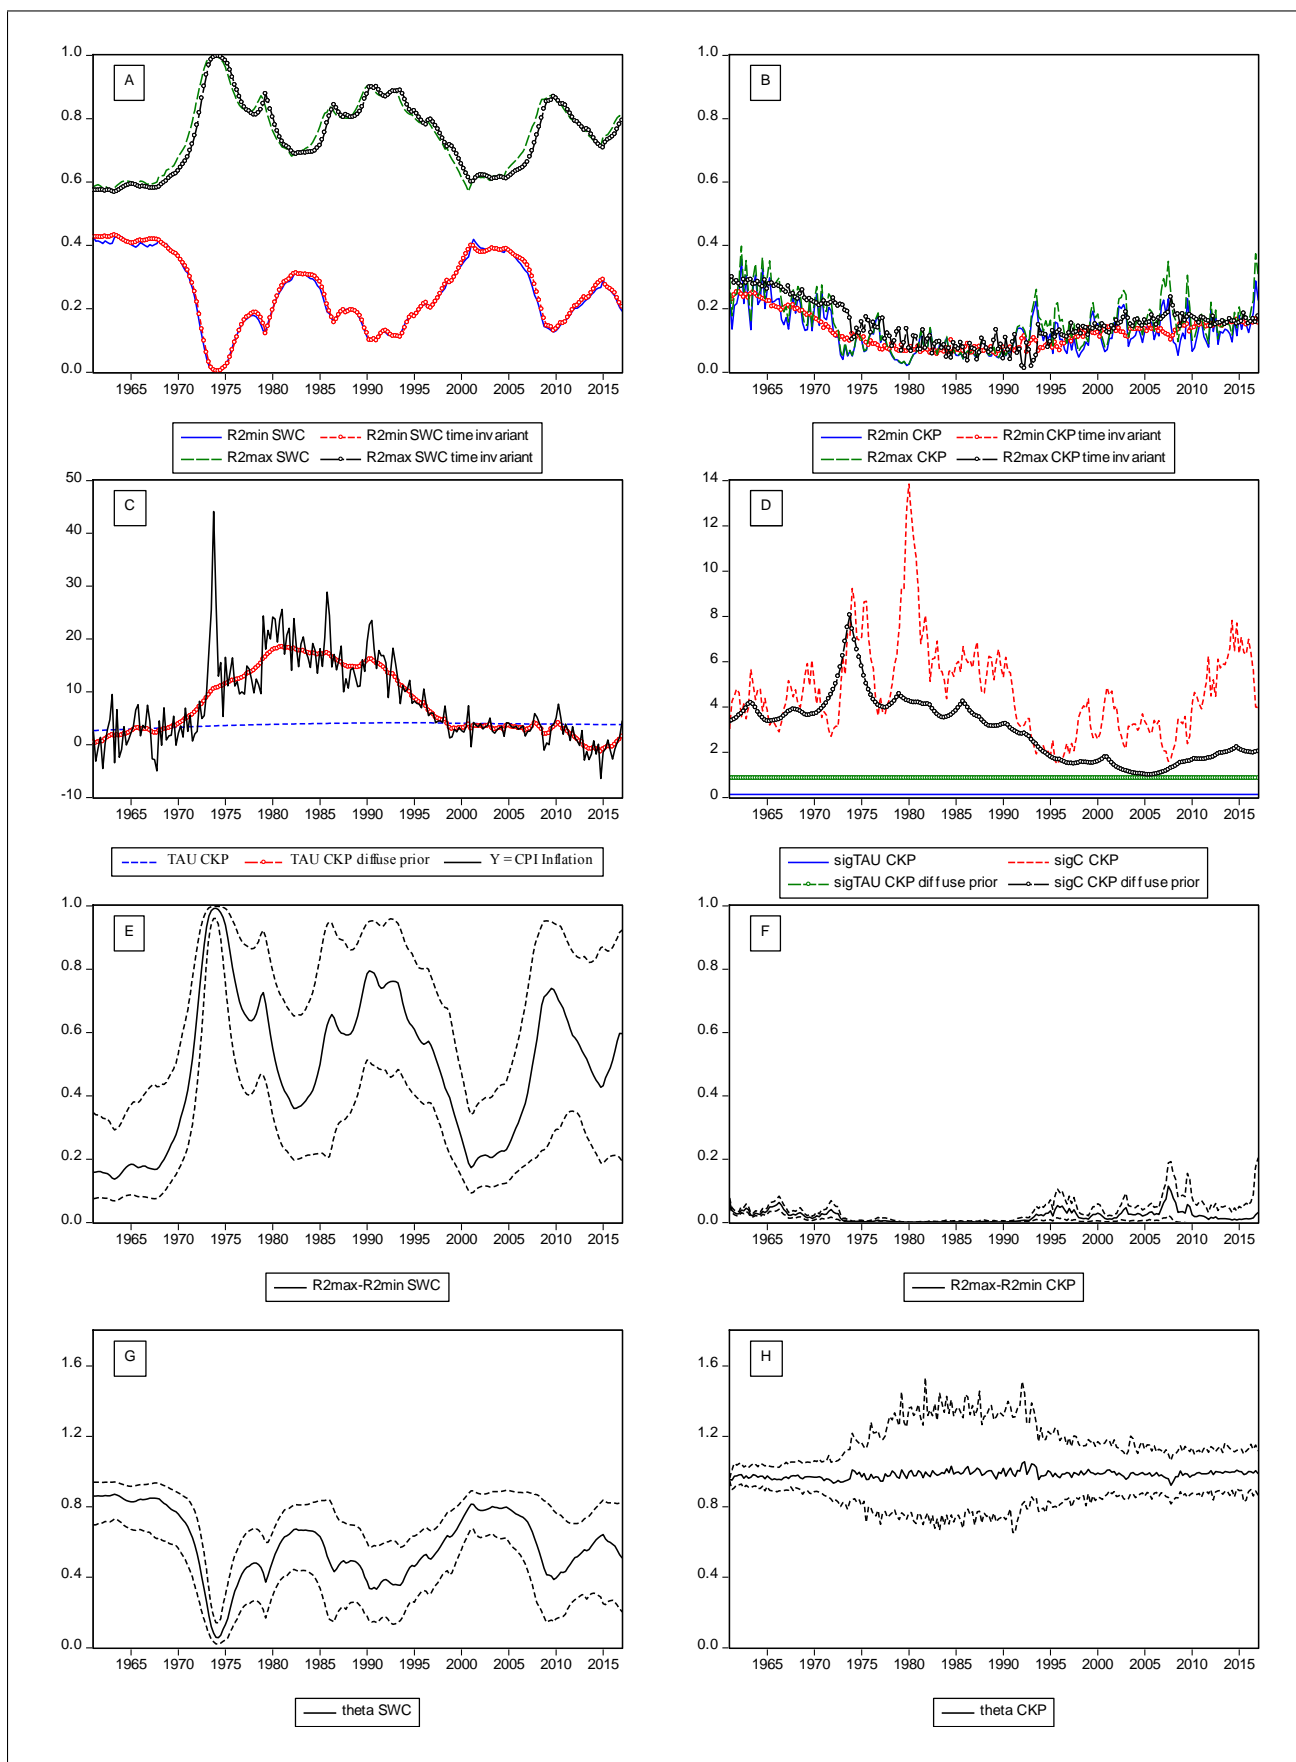 A
1.0
0.8
0.6
0.4
0.2
0.0
1965 1970 1975 1980 1985 1990 1995 2000 2005 2010 2015
R2min SWC R2min SWC time invariant
R2max SWC R2max SWC time invariant
B
1.0
0.8
0.6
0.4
0.2
0.0
1965 1970 1975 1980 1985 1990 1995 2000 2005 2010 2015
R2min CKP R2min CKP time invariant
R2max CKP R2max CKP time invariant
C
50
40
30
20
10
0
-10
1965 1970 1975 1980 1985 1990 1995 2000 2005 2010 2015
TAU CKP TAU CKP diffuse prior Y = CPI Inflation
D
14
12
10
8
6
4
2
0
1965 1970 1975 1980 1985 1990 1995 2000 2005 2010 2015
sigTAU CKP sigC CKP
sigTAU CKP diffuse prior sigC CKP diffuse prior
E
1.0
0.8
0.6
0.4
0.2
0.0
1965 1970 1975 1980 1985 1990 1995 2000 2005 2010 2015
R2max-R2min SWC
F
1.0
0.8
0.6
0.4
0.2
0.0
1965 1970 1975 1980 1985 1990 1995 2000 2005 2010 2015
R2max-R2min CKP
G
1.6
1.2
0.8
0.4
0.0
1965 1970 1975 1980 1985 1990 1995 2000 2005 2010 2015
theta SWC
H
1.6
1.2
0.8
0.4
0.0
1965 1970 1975 1980 1985 1990 1995 2000 2005 2010 2015
theta CKP